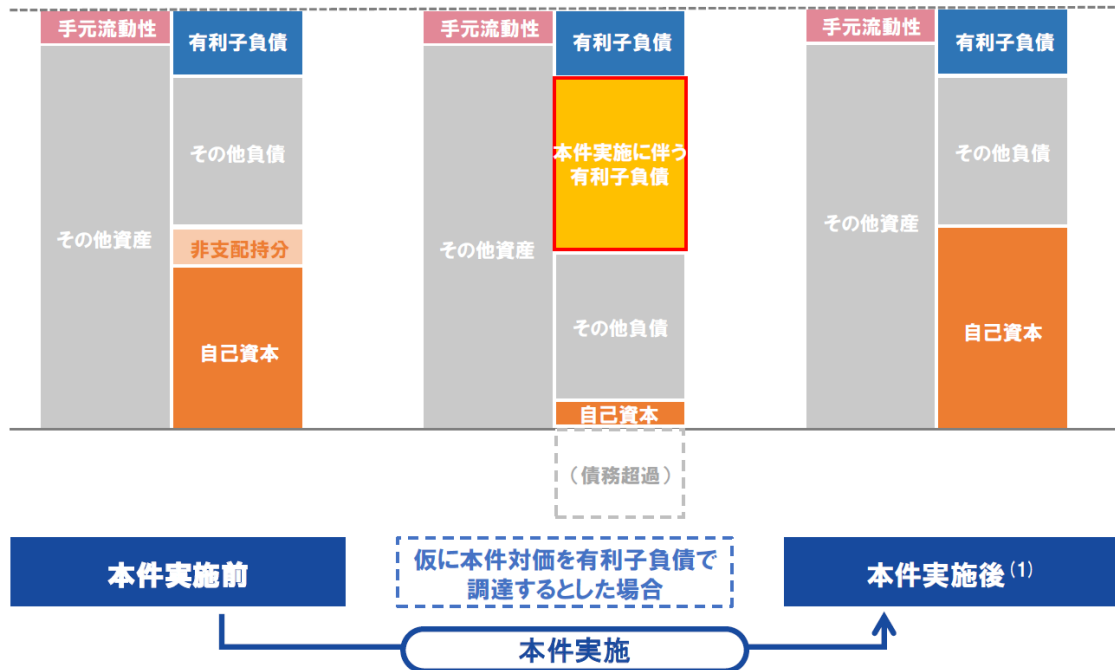 手元流動性
有利子負債
その他負債
その他資産
非支配持分
自己資本
手元流動性
有利子負債
本件実施に伴う
有利子負債
その他資産
その他負債
自己資本
（債務超過）
手元流動性
有利子負債
その他負債
その他資産
自己資本
本件実施前
仮に本件対価を有利子負債で
調達するとした場合
本件実施後(1)
本件実施